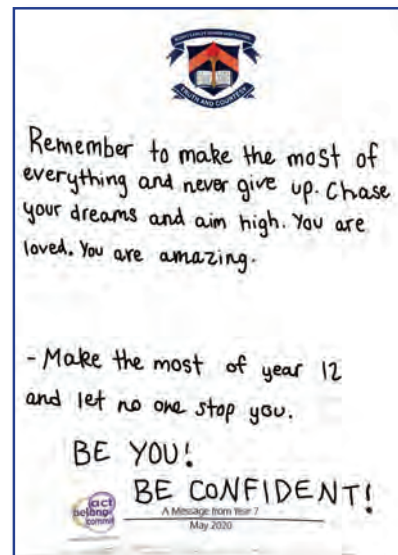 TRUTH AND COURTESY
Remember to make the most of
everything and never give up. Chase
your dreams and aim high. You are
loved. You are amazing.
- Make the most of year 12
and let no one stop you.
BE YOU!
BE CONFIDENT!
act
belong
commit
A Message from Year 7
May 2020